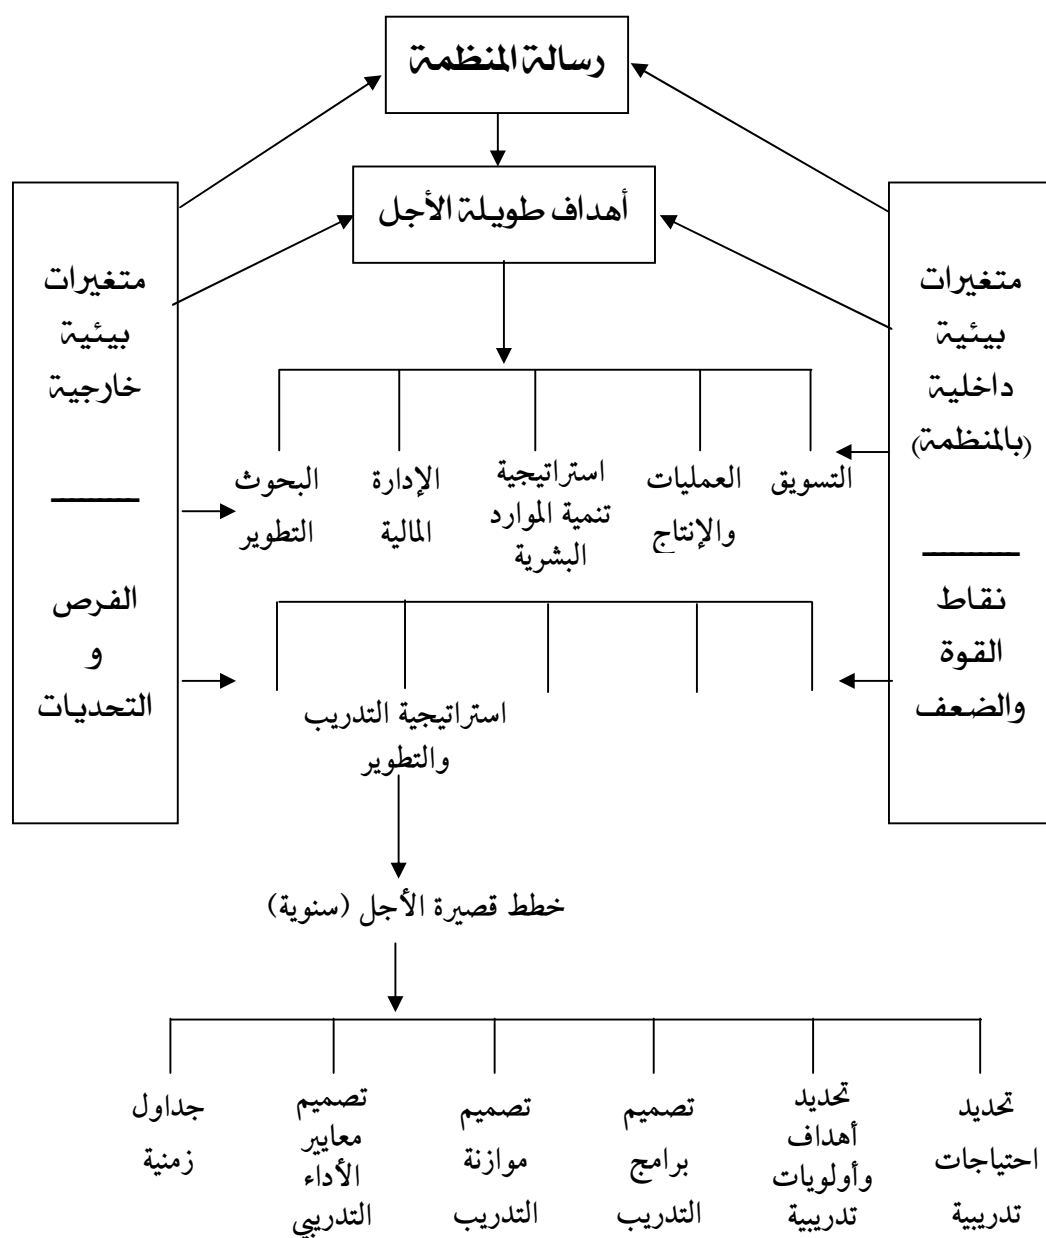 رسالة المنظمة
أهداف طويلة الأجل
متغيرات
بيئية
داخلية
(بالمنظمة)
نقاط
القوة
والضعف
متغيرات
بيئية
خارجية
الفرص
و
التحديات
التسويق
العمليات
والإنتاج
استراتيجية
تنمية الموارد
البشرية
الإدارة
المالية
البحوث
التطوير
استراتيجية التدريب
والتطوير
خطط قصيرة الأجل (سنوية)
تحديد
احتياجات
تدريبية
تحديد
أهداف
وأولويات
تدريبية
تصميم
برامج
التدريب
تصميم
موازنة
التدريب
تصميم
معايير
الأداء
التدريبي
جداول
زمنية